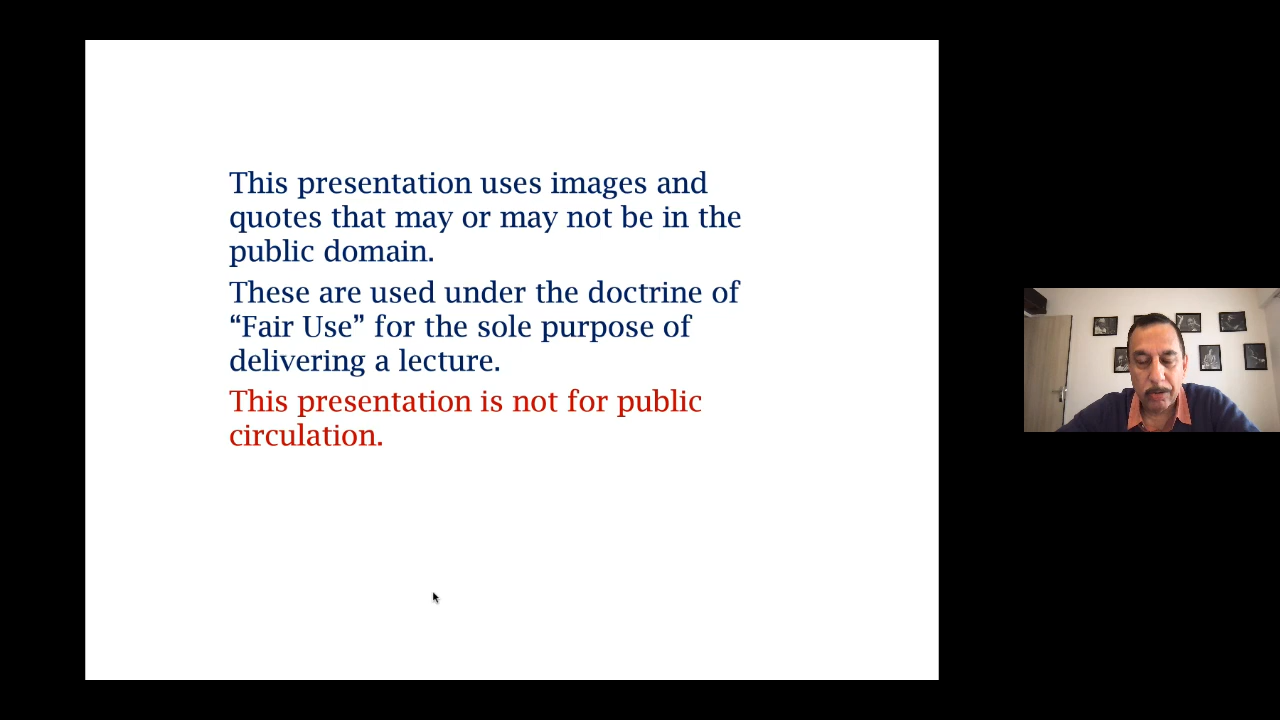 This presentation uses images and
quotes that may or may not be in the
public domain.
These are used under the doctrine of
“Fair Use” for the sole purpose of
delivering a lecture.
This presentation is not for public
circulation.